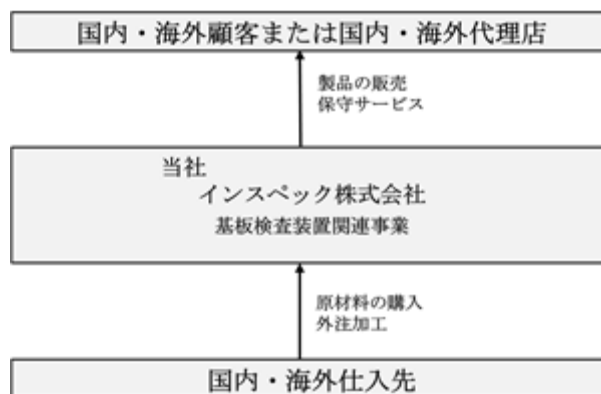 国内・海外顧客または国内・海外代理店
製品の販売
保守サービス
当社
インスペック株式会社
基板検査装置関連事業
原材料の購入
外注加工
国内・海外仕入先